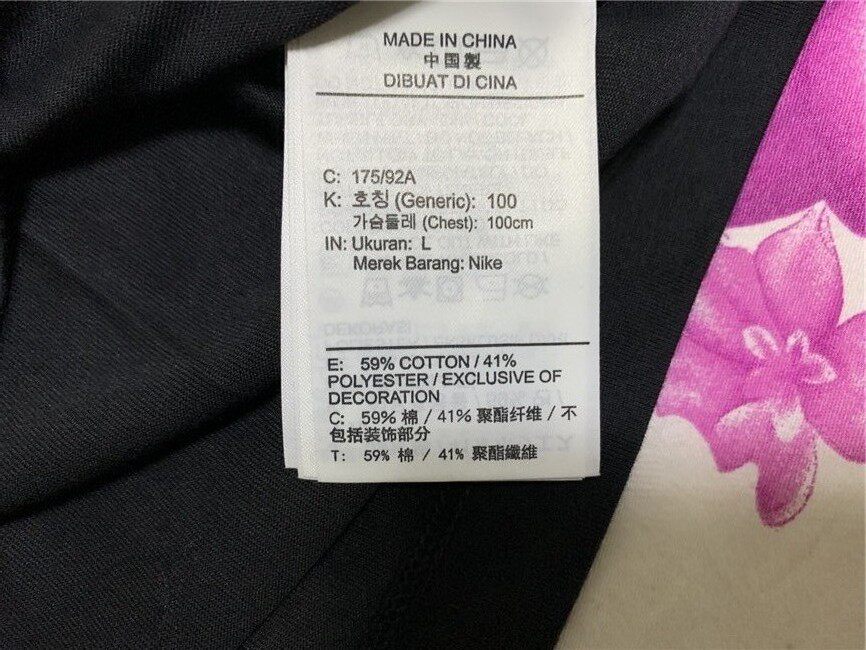 MADE IN CHINA
中国製
DIBUAT DI CINA
C: 175/92A
K: 호칭 (Generic): 100
가슴둘레 (Chest): 100cm
IN: Ukuran: L
Merek Barang: Nike
E: 59% COTTON / 41%
POLYESTER / EXCLUSIVE OF
DECORATION
C: 59% 棉 / 41% 聚酯纤维 / 不
包括装饰部分
T: 59% 棉 / 41% 聚酯纖維